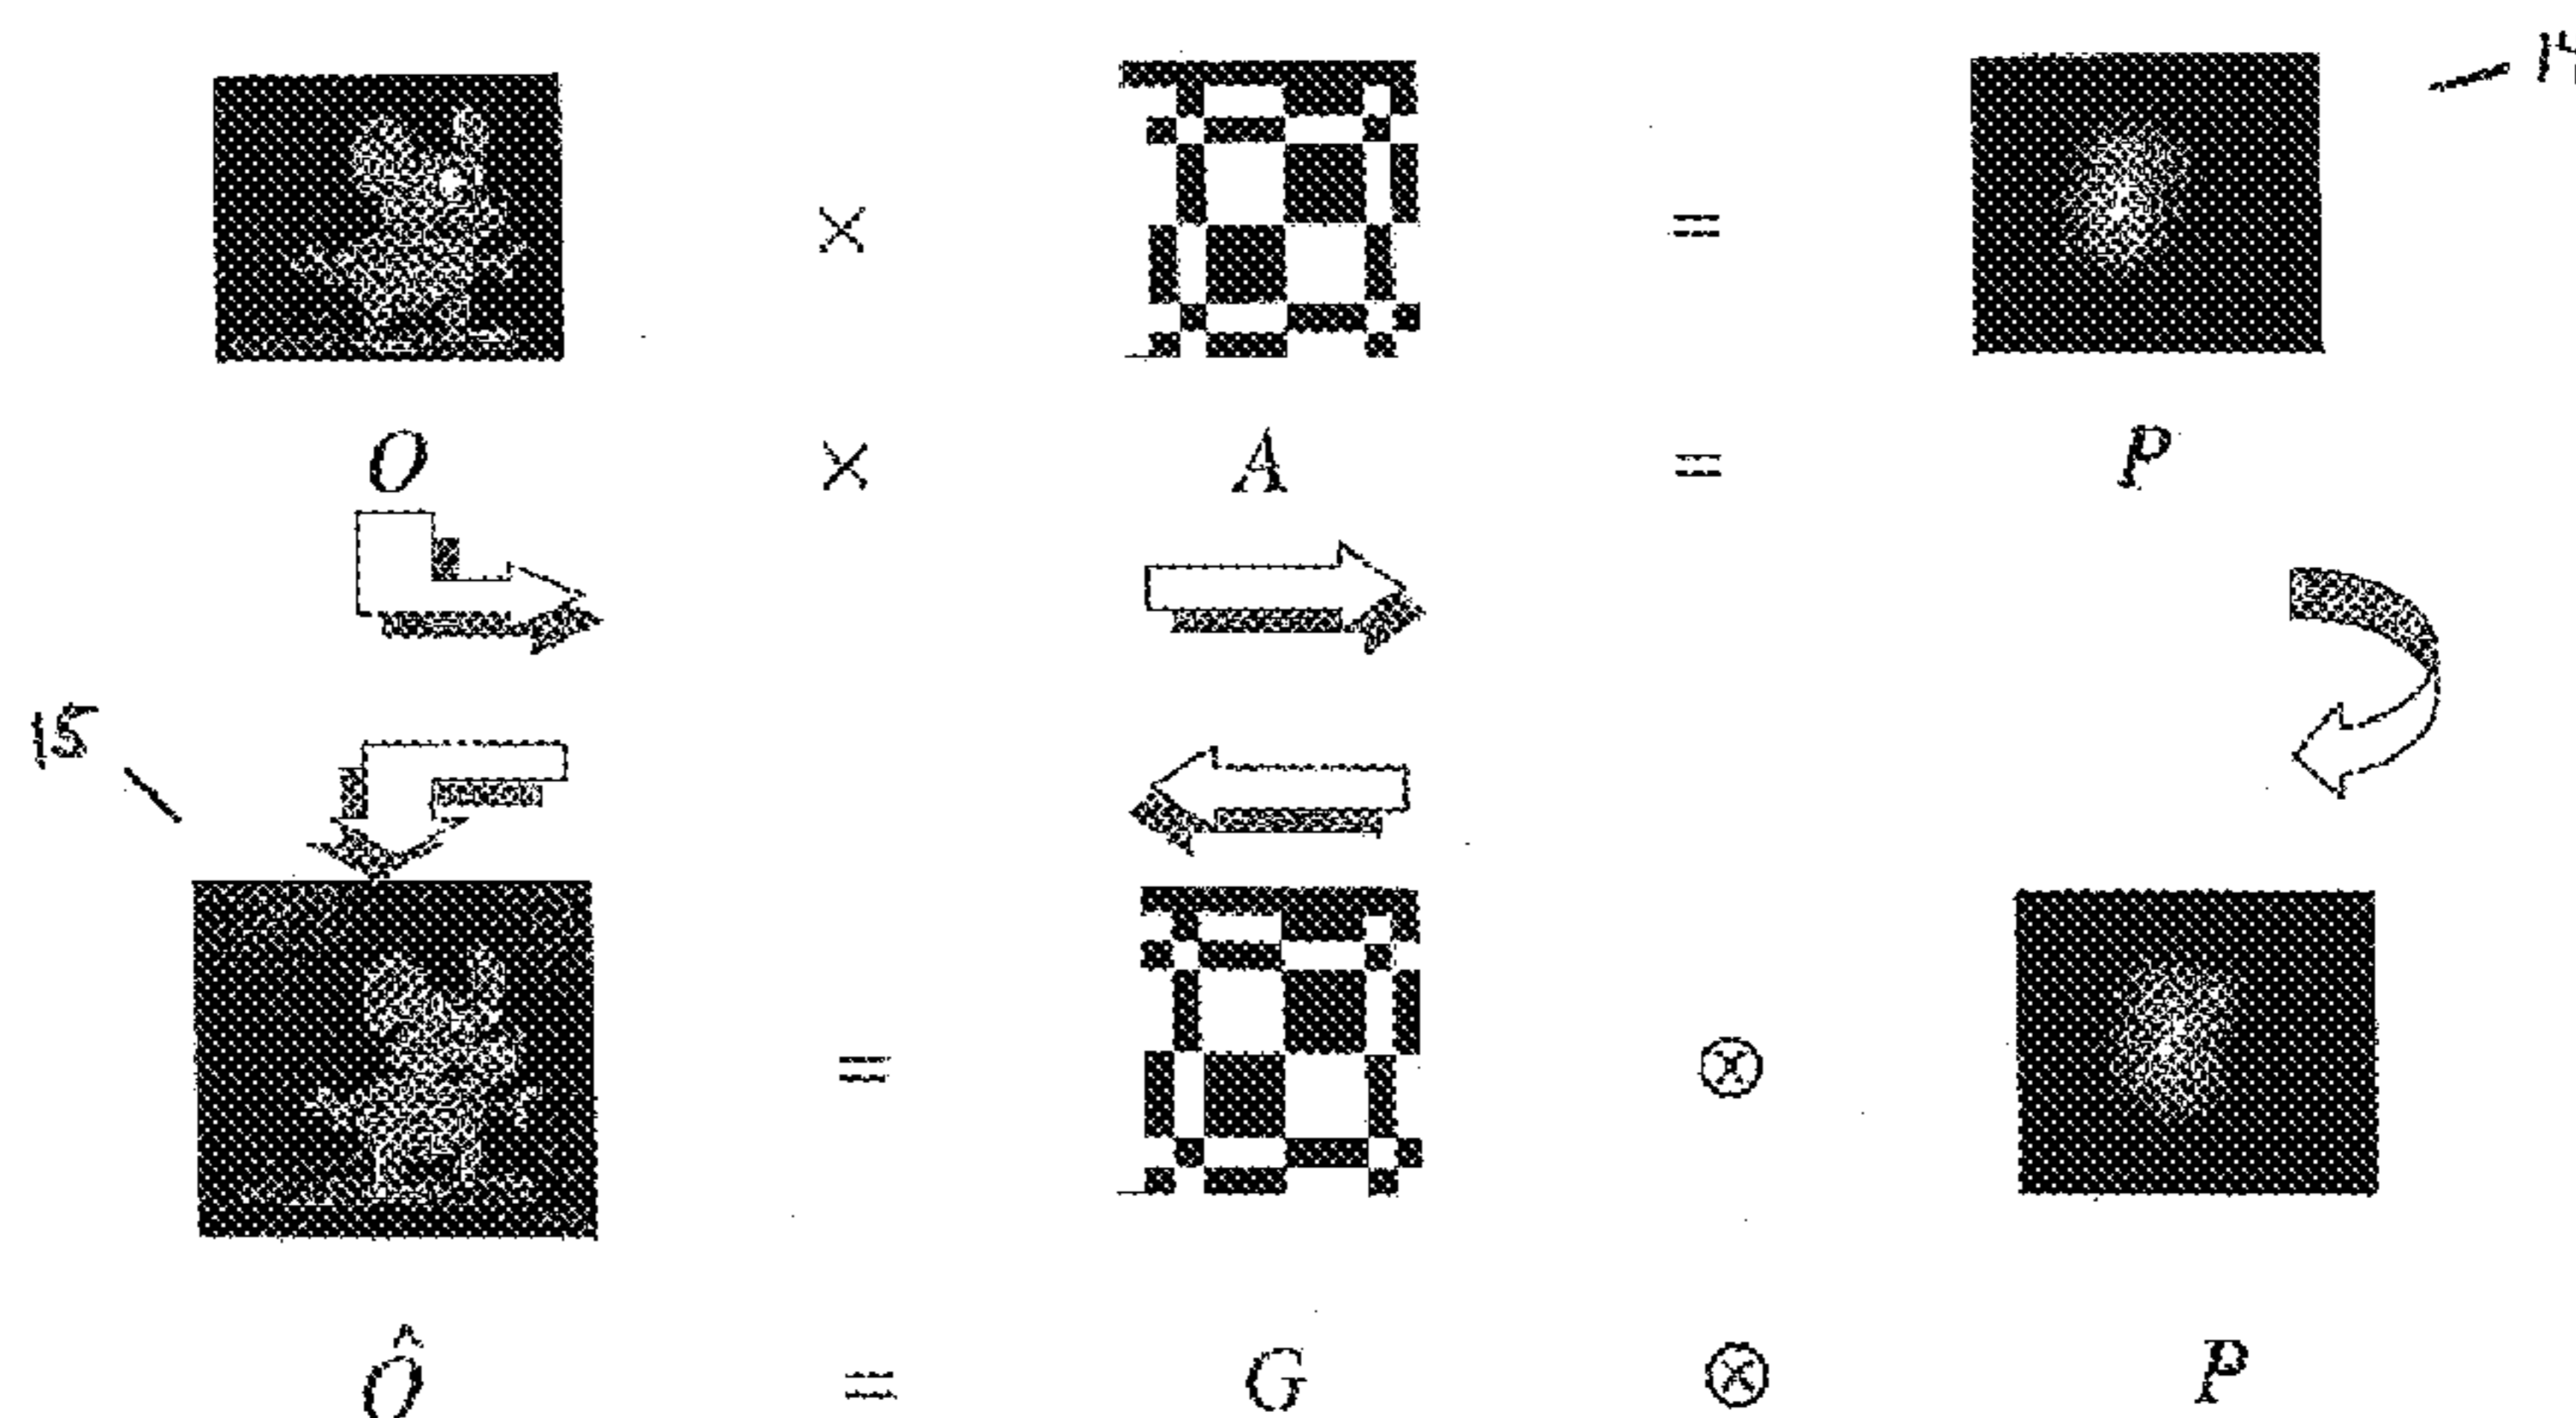 × =
O × A = P
15
= ⊗
Ô = G ⊗ P